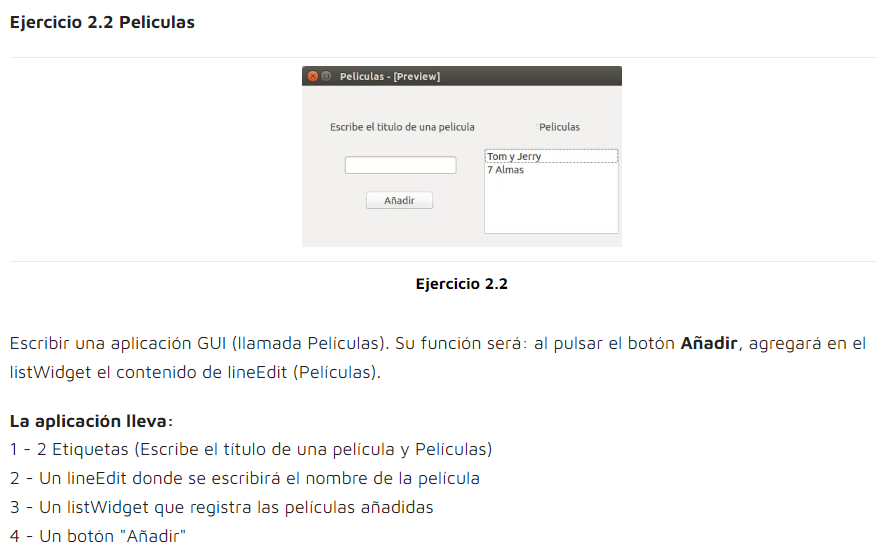 Ejercicio 2.2 Peliculas
Peliculas - [Preview]
Escribe el titulo de una pelicula
Peliculas
Tom y Jerry
7 Almas
Añadir
Ejercicio 2.2
Escribir una aplicación GUI (llamada Películas). Su función será: al pulsar el botón Añadir, agregará en el
listWidget el contenido de lineEdit (Películas).
La aplicación lleva:
1 - 2 Etiquetas (Escribe el título de una película y Películas)
2 - Un lineEdit donde se escribirá el nombre de la película
3 - Un listWidget que registra las películas añadidas
4 - Un botón "Añadir"